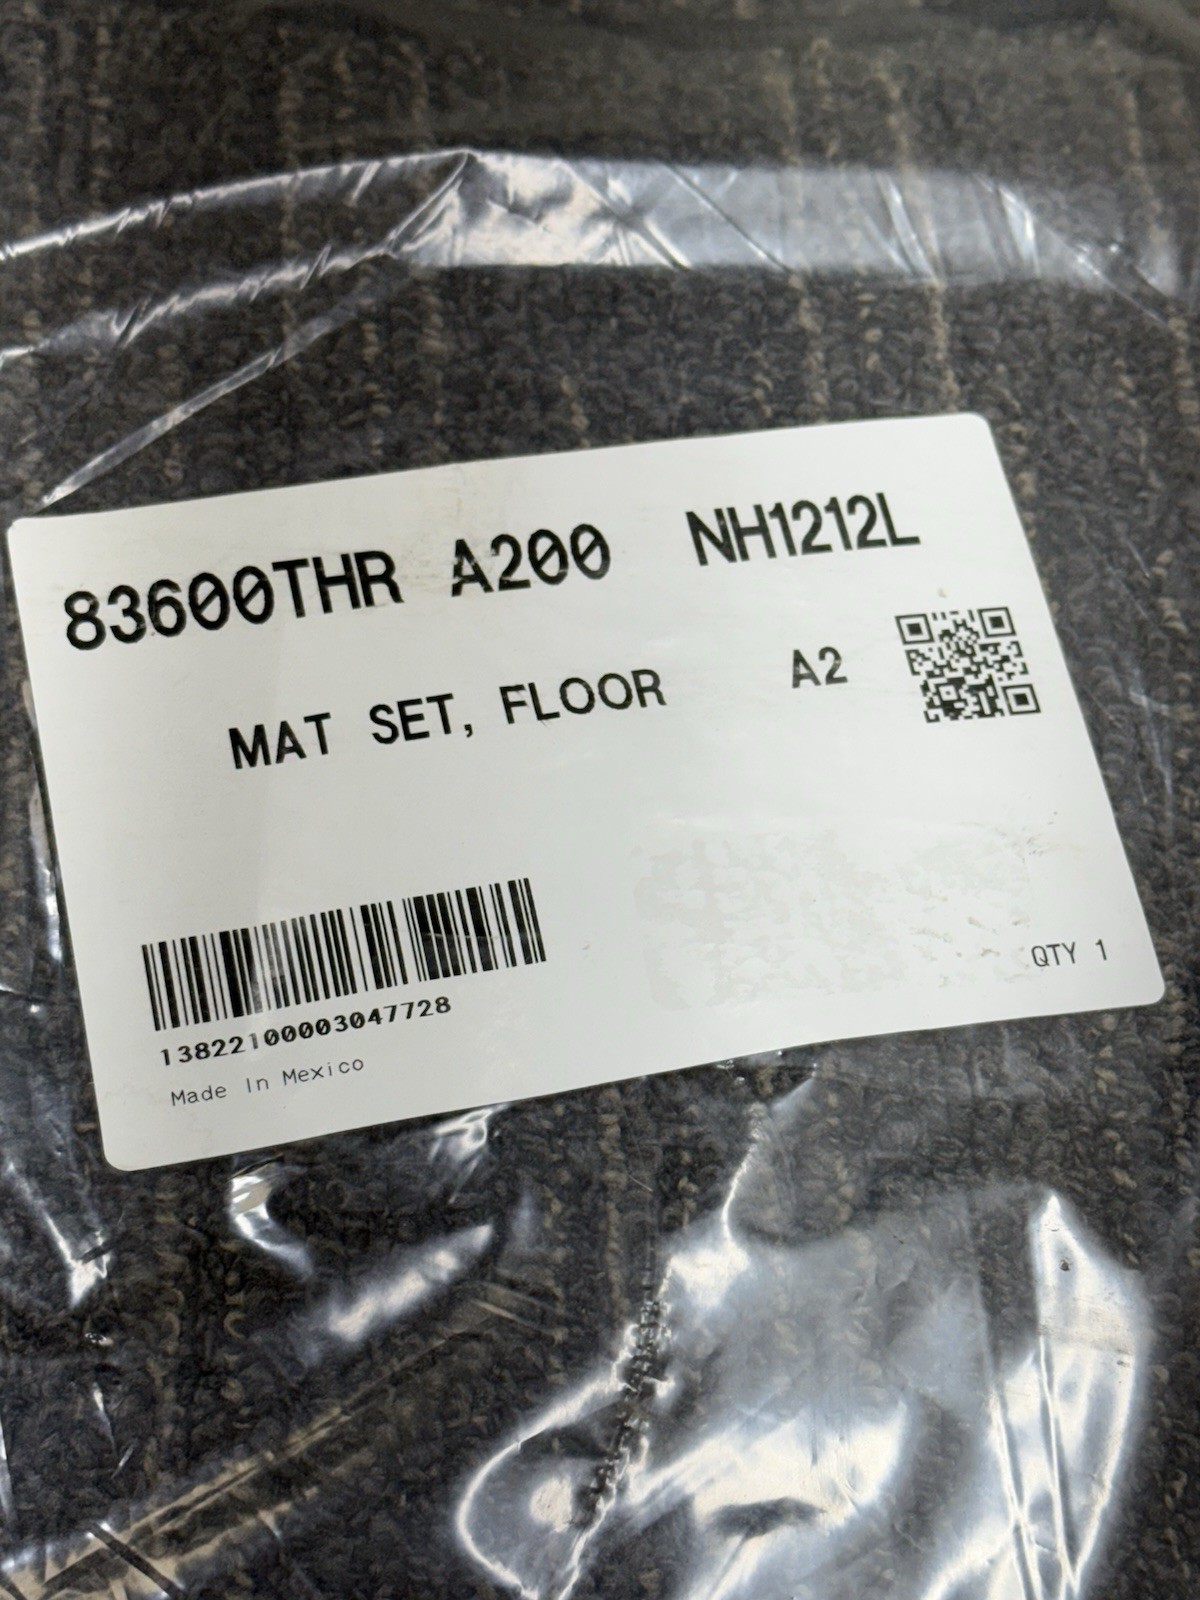 83600THR A200 NH1212L
MAT SET, FLOOR A2
13822100003047728
QTY 1
Made In Mexico